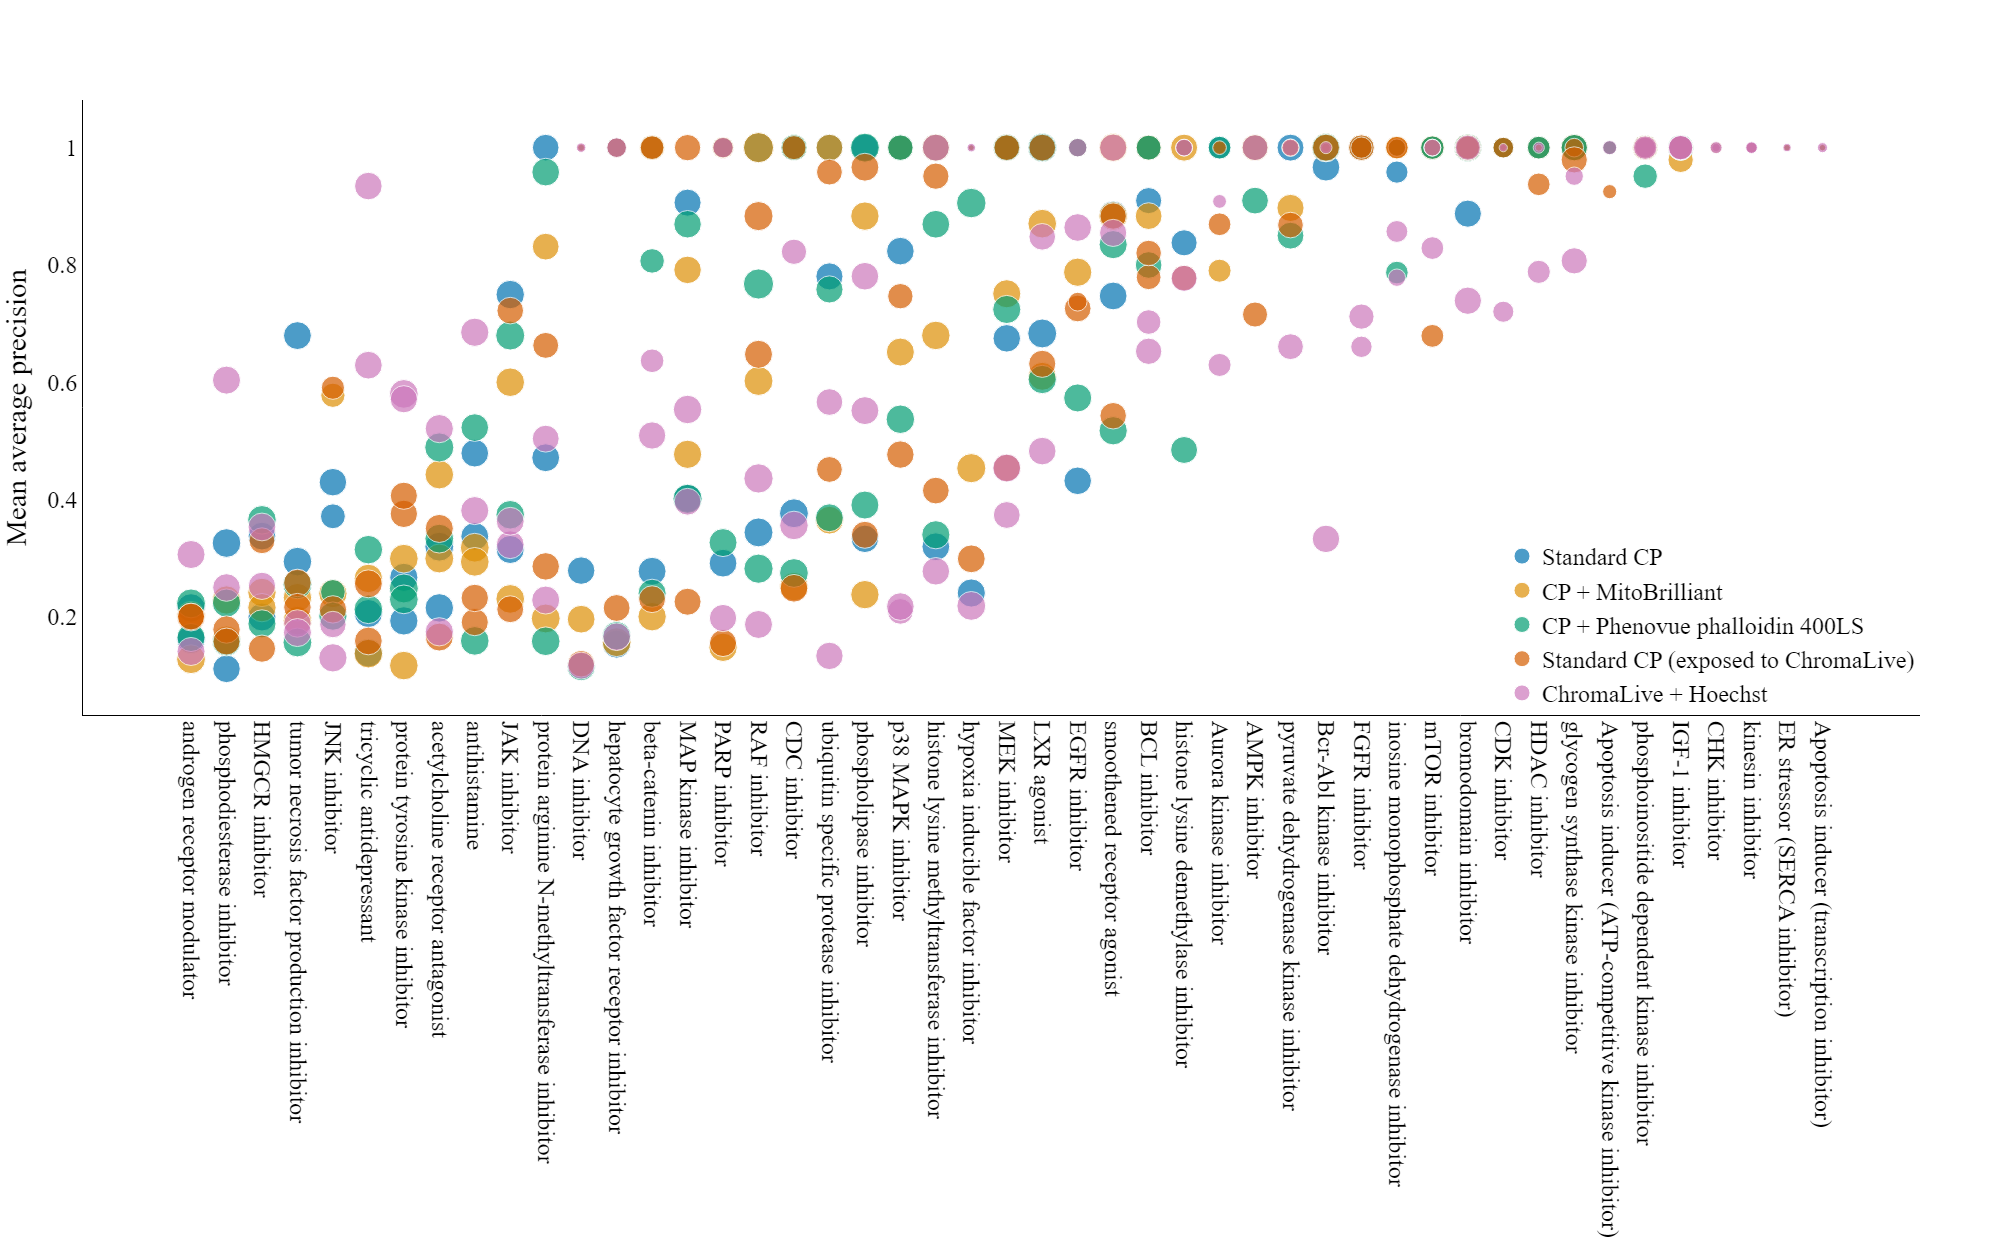 Mean average precision
1
0.8
0.6
0.4
0.2
Standard CP
CP + MitoBrilliant
CP + Phenovue phalloidin 400LS
Standard CP (exposed to ChromaLive)
ChromaLive + Hoechst
androgen receptor modulator
phosphodiesterase inhibitor
HMGCR inhibitor
tumor necrosis factor production inhibitor
JNK inhibitor
tricyclic antidepressant
protein tyrosine kinase inhibitor
acetylcholine receptor antagonist
antihistamine
JAK inhibitor
protein arginine N-methyltransferase inhibitor
DNA inhibitor
hepatocyte growth factor receptor inhibitor
beta-catenin inhibitor
MAP kinase inhibitor
PARP inhibitor
RAF inhibitor
CDC inhibitor
ubiquitin specific protease inhibitor
phospholipase inhibitor
p38 MAPK inhibitor
histone lysine methyltransferase inhibitor
hypoxia inducible factor inhibitor
MEK inhibitor
LXR agonist
EGFR inhibitor
smoothened receptor agonist
BCL inhibitor
histone lysine demethylase inhibitor
Aurora kinase inhibitor
AMPK inhibitor
pyruvate dehydrogenase kinase inhibitor
Bcr-Abl kinase inhibitor
FGFR inhibitor
inosine monophosphate dehydrogenase inhibitor
mTOR inhibitor
bromodomain inhibitor
CDK inhibitor
HDAC inhibitor
glycogen synthase kinase inhibitor
Apoptosis inducer (ATP-competitive kinase inhibitor)
phosphoinositide dependent kinase inhibitor
IGF-1 inhibitor
CHK inhibitor
kinesin inhibitor
ER stressor (SERCA inhibitor)
Apoptosis inducer (transcription inhibitor)